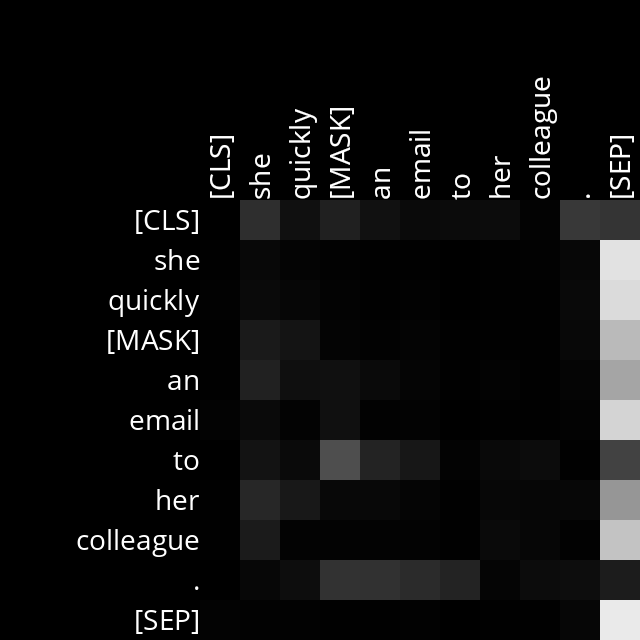 [CLS] she quickly [MASK] an email to her colleague . [SEP]
[CLS]
she
quickly
[MASK]
an
email
to
her
colleague
.
[SEP]